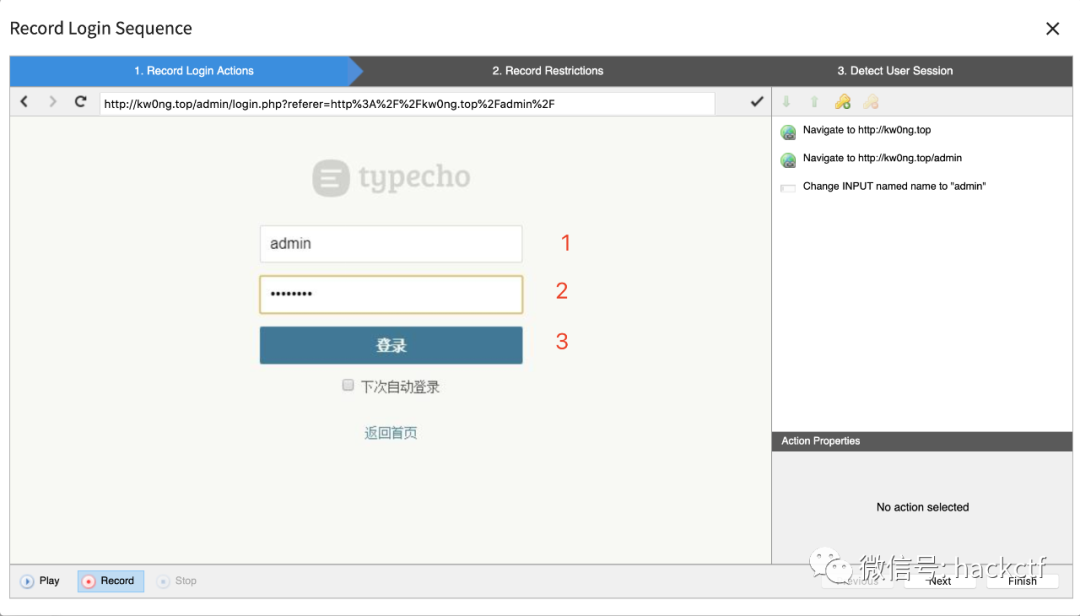 Record Login Sequence
1. Record Login Actions
2. Record Restrictions
3. Detect User Session
http://kw0ng.top/admin/login.php?referer=http%3A%2F%2Fkw0ng.top%2Fadmin%2F
Navigate to http://kw0ng.top
Navigate to http://kw0ng.top/admin
Change INPUT named name to "admin"
typecho
admin
1
••••••••
2
登录
3
下次自动登录
返回首页
Action Properties
No action selected
Play
Record
Stop
Previous
Next
Finish
微信号: hackctf